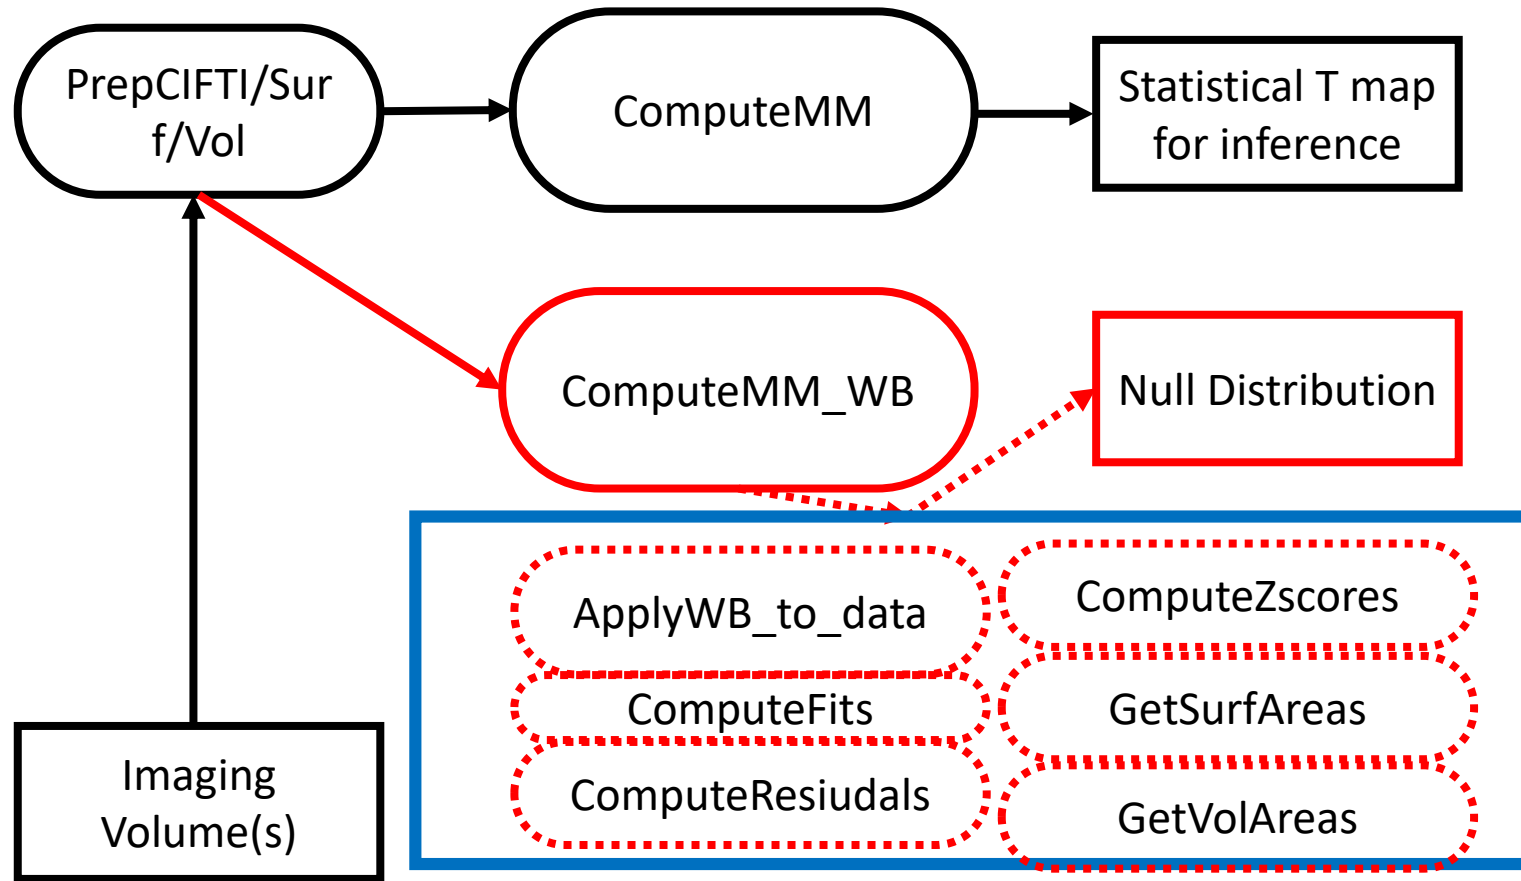 PrepCIFTI/Sur
f/Vol
ComputeMM
Statistical T map
for inference
ComputeMM_WB
Null Distribution
ApplyWB_to_data
ComputeFits
ComputeResiudals
ComputeZscores
GetSurfAreas
GetVolAreas
Imaging
Volume(s)